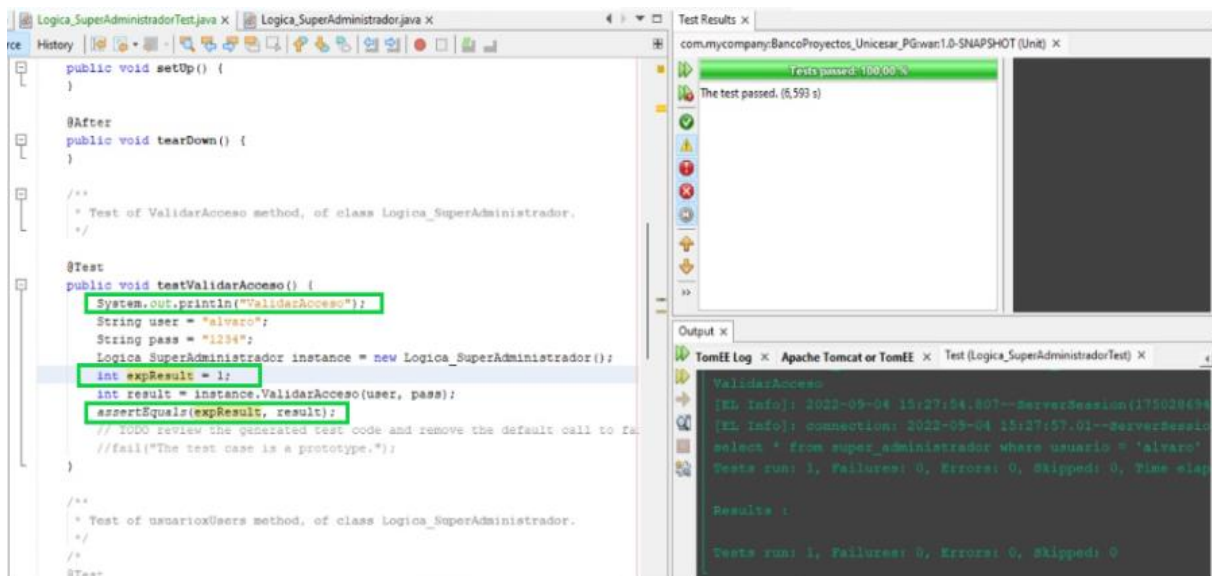 Logica_SuperAdministradorTest.java x Logica_SuperAdministrador.java x
History
public void setUp() {
}
@After
public void tearDown() {
}
/**
* Test of ValidarAcceso method, of class Logica_SuperAdministrador.
*/
@Test
public void testValidarAcceso() {
System.out.println("ValidarAcceso");
String user = "alvaro";
String pass = "1234";
Logica_SuperAdministrador instance = new Logica_SuperAdministrador();
int expResult = 1;
int result = instance.ValidarAcceso(user, pass);
assertEquals(expResult, result);
// TODO review the generated test code and remove the default call to fa
//fail("The test case is a prototype.");
}
/**
* Test of usuarioxUsers method, of class Logica_SuperAdministrador.
*/
/*
@Test
Test Results x
com.mycompany:BancoProyectos_Unicesar_PG:war:1.0-SNAPSHOT (Unit) x
Tests passed: 100,00 %
The test passed. (6,593 s)
Output x
TomEE Log x Apache Tomcat or TomEE x Test (Logica_SuperAdministradorTest) x
ValidarAcceso
[EL Info]: 2022-09-04 15:27:54.807--ServerSession(175028694
[EL Info]: connection: 2022-09-04 15:27:57.01--ServerSessio
select * from super_administrador where usuario = 'alvaro'
Tests run: 1, Failures: 0, Errors: 0, Skipped: 0, Time elap
Results :
Tests run: 1, Failures: 0, Errors: 0, Skipped: 0